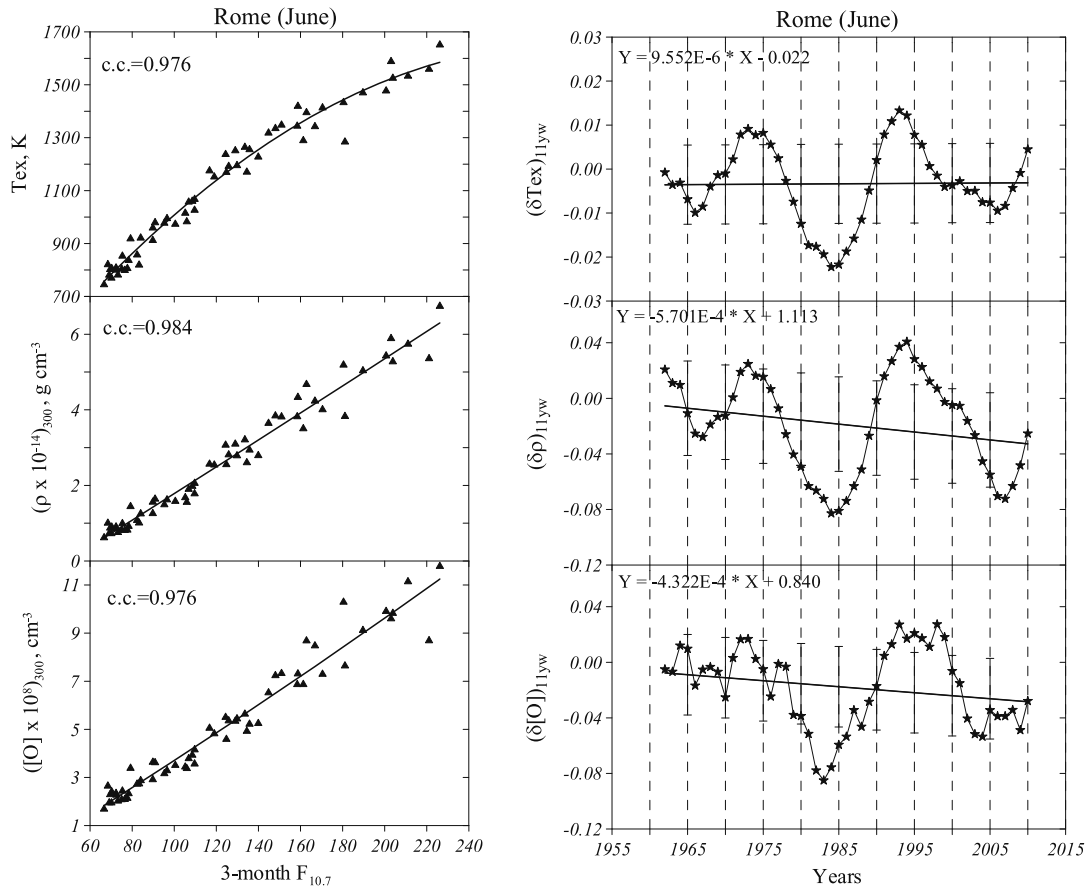 Rome (June)
c.c.=0.976
Tex, K
1700
1500
1300
1100
900
700
c.c.=0.984
(ρ x 10⁻¹⁴)₃₀₀, g cm⁻³
6
4
2
0
c.c.=0.976
([O] x 10⁸)₃₀₀, cm⁻³
11
9
7
5
3
1
60 80 100 120 140 160 180 200 220 240
3-month F₁₀.₇
Rome (June)
Y = 9.552E-6 * X - 0.022
(δTex)₁₁yw
0.03
0.02
0.01
0.00
-0.01
-0.02
-0.03
Y = -5.701E-4 * X + 1.113
(δρ)₁₁yw
0.04
0.00
-0.04
-0.08
-0.12
Y = -4.322E-4 * X + 0.840
(δ[O])₁₁yw
0.04
0.00
-0.04
-0.08
-0.12
1955 1965 1975 1985 1995 2005 2015
Years